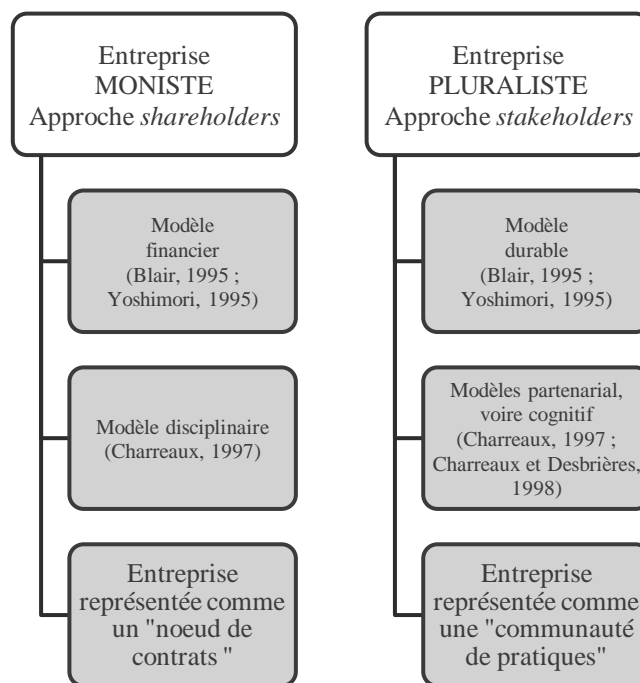 Entreprise
MONISTE
Approche shareholders
Modèle
financier
(Blair, 1995 ;
Yoshimori, 1995)
Modèle disciplinaire
(Charreaux, 1997)
Entreprise
représentée comme
un "noeud de
contrats "
Entreprise
PLURALISTE
Approche stakeholders
Modèle
durable
(Blair, 1995 ;
Yoshimori, 1995)
Modèles partenarial,
voire cognitif
(Charreaux, 1997 ;
Charreaux et Desbrières,
1998)
Entreprise
représentée comme
une "communauté
de pratiques"